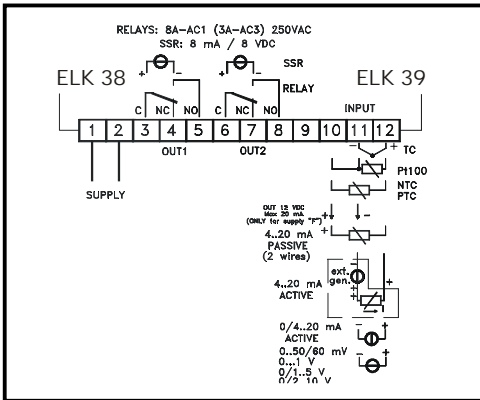 RELAYS: 8A-AC1 (3A-AC3) 250VAC
SSR: 8 mA / 8 VDC
+ - + - SSR
ELK 38 RELAY ELK 39
C NC NO C NC NO INPUT
1 2 3 4 5 6 7 8 9 10 11 12
OUT1 OUT2 - + TC
SUPPLY
Pt100
NTC
PTC
OUT 12 VDC
Max 20 mA
(ONLY for supply "F")
+ -
4..20 mA
PASSIVE
(2 wires)
+
4..20 mA
ACTIVE
ext.
gen.
- + + +
0/4..20 mA
ACTIVE
- +
0..50/60 mV
0...1 V
0/1..5 V
0/2..10 V
- +